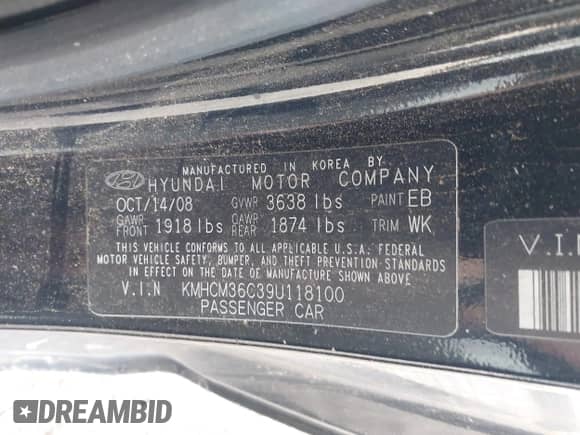 MANUFACTURED IN KOREA BY
HYUNDAI MOTOR COMPANY
OCT/14/08 GVWR 3638 lbs PAINT EB
GAWR FRONT 1918 lbs GAWR REAR 1874 lbs TRIM WK
THIS VEHICLE CONFORMS TO ALL APPLICABLE U.S.A. FEDERAL
MOTOR VEHICLE SAFETY, BUMPER, AND THEFT PREVENTION STANDARDS
IN EFFECT ON THE DATE OF MANUFACTURE SHOWN ABOVE.
V.I.N KMHCM36C39U118100
PASSENGER CAR
V.I.N
DREAMBID